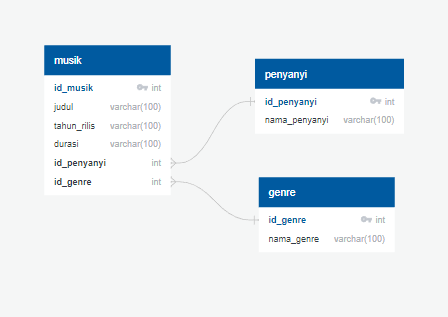 musik
id_musik int
judul varchar(100)
tahun_rilis varchar(100)
durasi varchar(100)
id_penyanyi int
id_genre int
penyanyi
id_penyanyi int
nama_penyanyi varchar(100)
genre
id_genre int
nama_genre varchar(100)